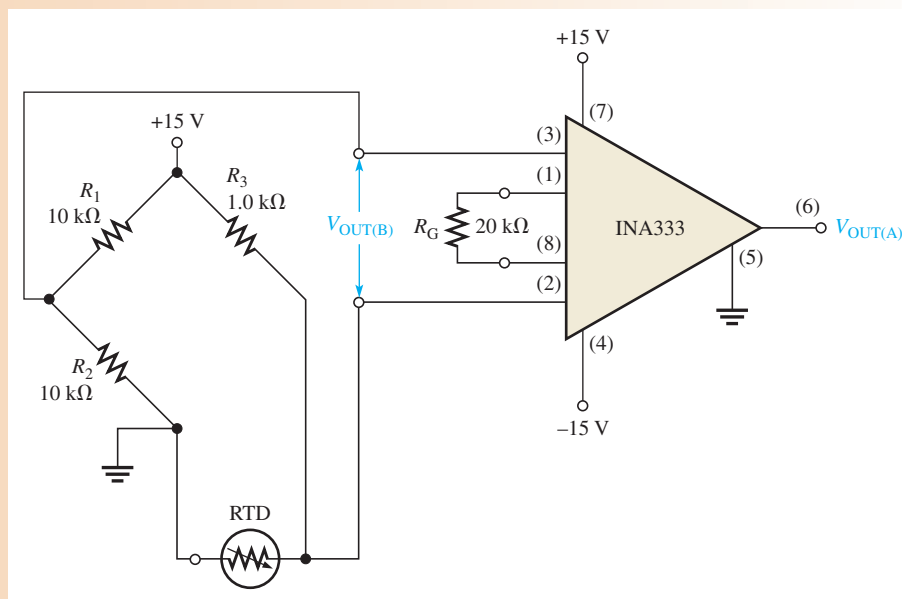 +15 V
(7)
+15 V
(3)
R1
10 kΩ
R3
1.0 kΩ
(1)
VOUT(B)
RG
20 kΩ
INA333
(6)
VOUT(A)
(8)
(5)
(2)
R2
10 kΩ
(4)
–15 V
RTD